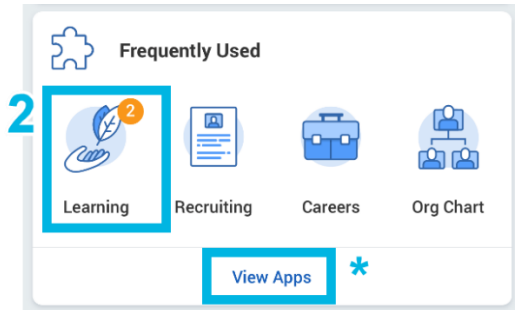 Frequently Used
2
2
Learning Recruiting Careers Org Chart
View Apps *